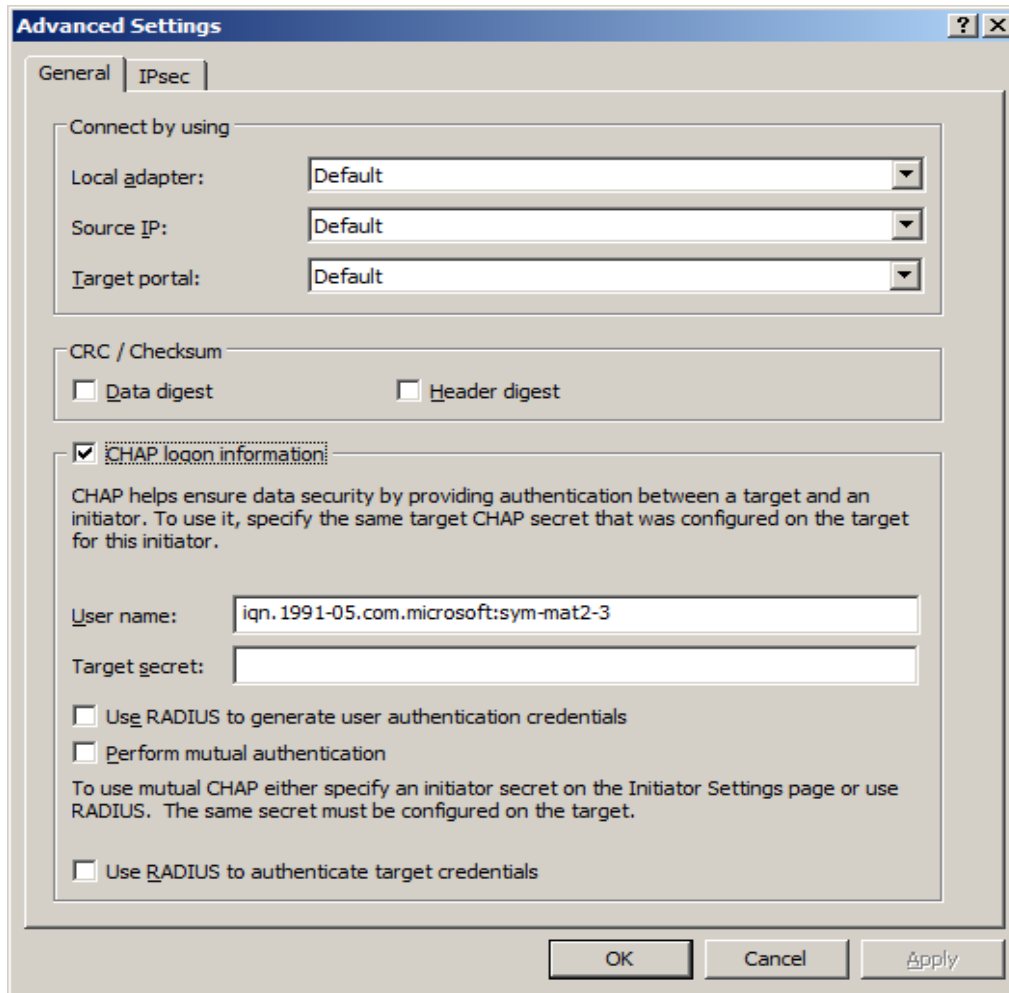 Advanced Settings
General
IPsec
Connect by using
Local adapter:
Default
Source IP:
Default
Target portal:
Default
CRC / Checksum
Data digest
Header digest
CHAP logon information
CHAP helps ensure data security by providing authentication between a target and an
initiator. To use it, specify the same target CHAP secret that was configured on the target
for this initiator.
User name:
iqn.1991-05.com.microsoft:sym-mat2-3
Target secret:
Use RADIUS to generate user authentication credentials
Perform mutual authentication
To use mutual CHAP either specify an initiator secret on the Initiator Settings page or use
RADIUS. The same secret must be configured on the target.
Use RADIUS to authenticate target credentials
OK
Cancel
Apply